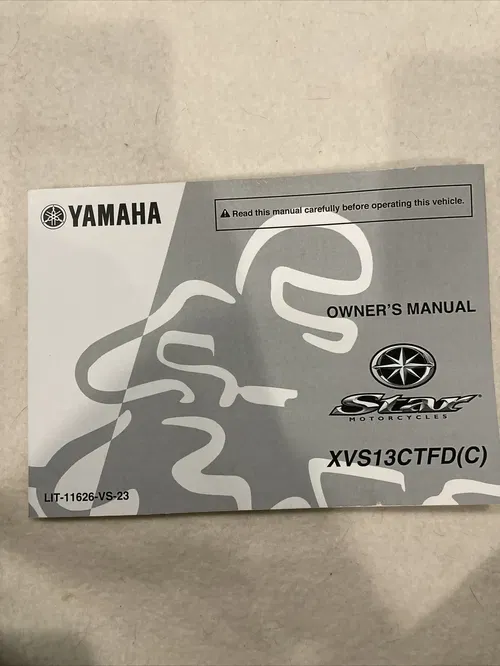 YAMAHA
⚠ Read this manual carefully before operating this vehicle.
OWNER'S MANUAL
Star
MOTORCYCLES
XVS13CTFD(C)
LIT-11626-VS-23